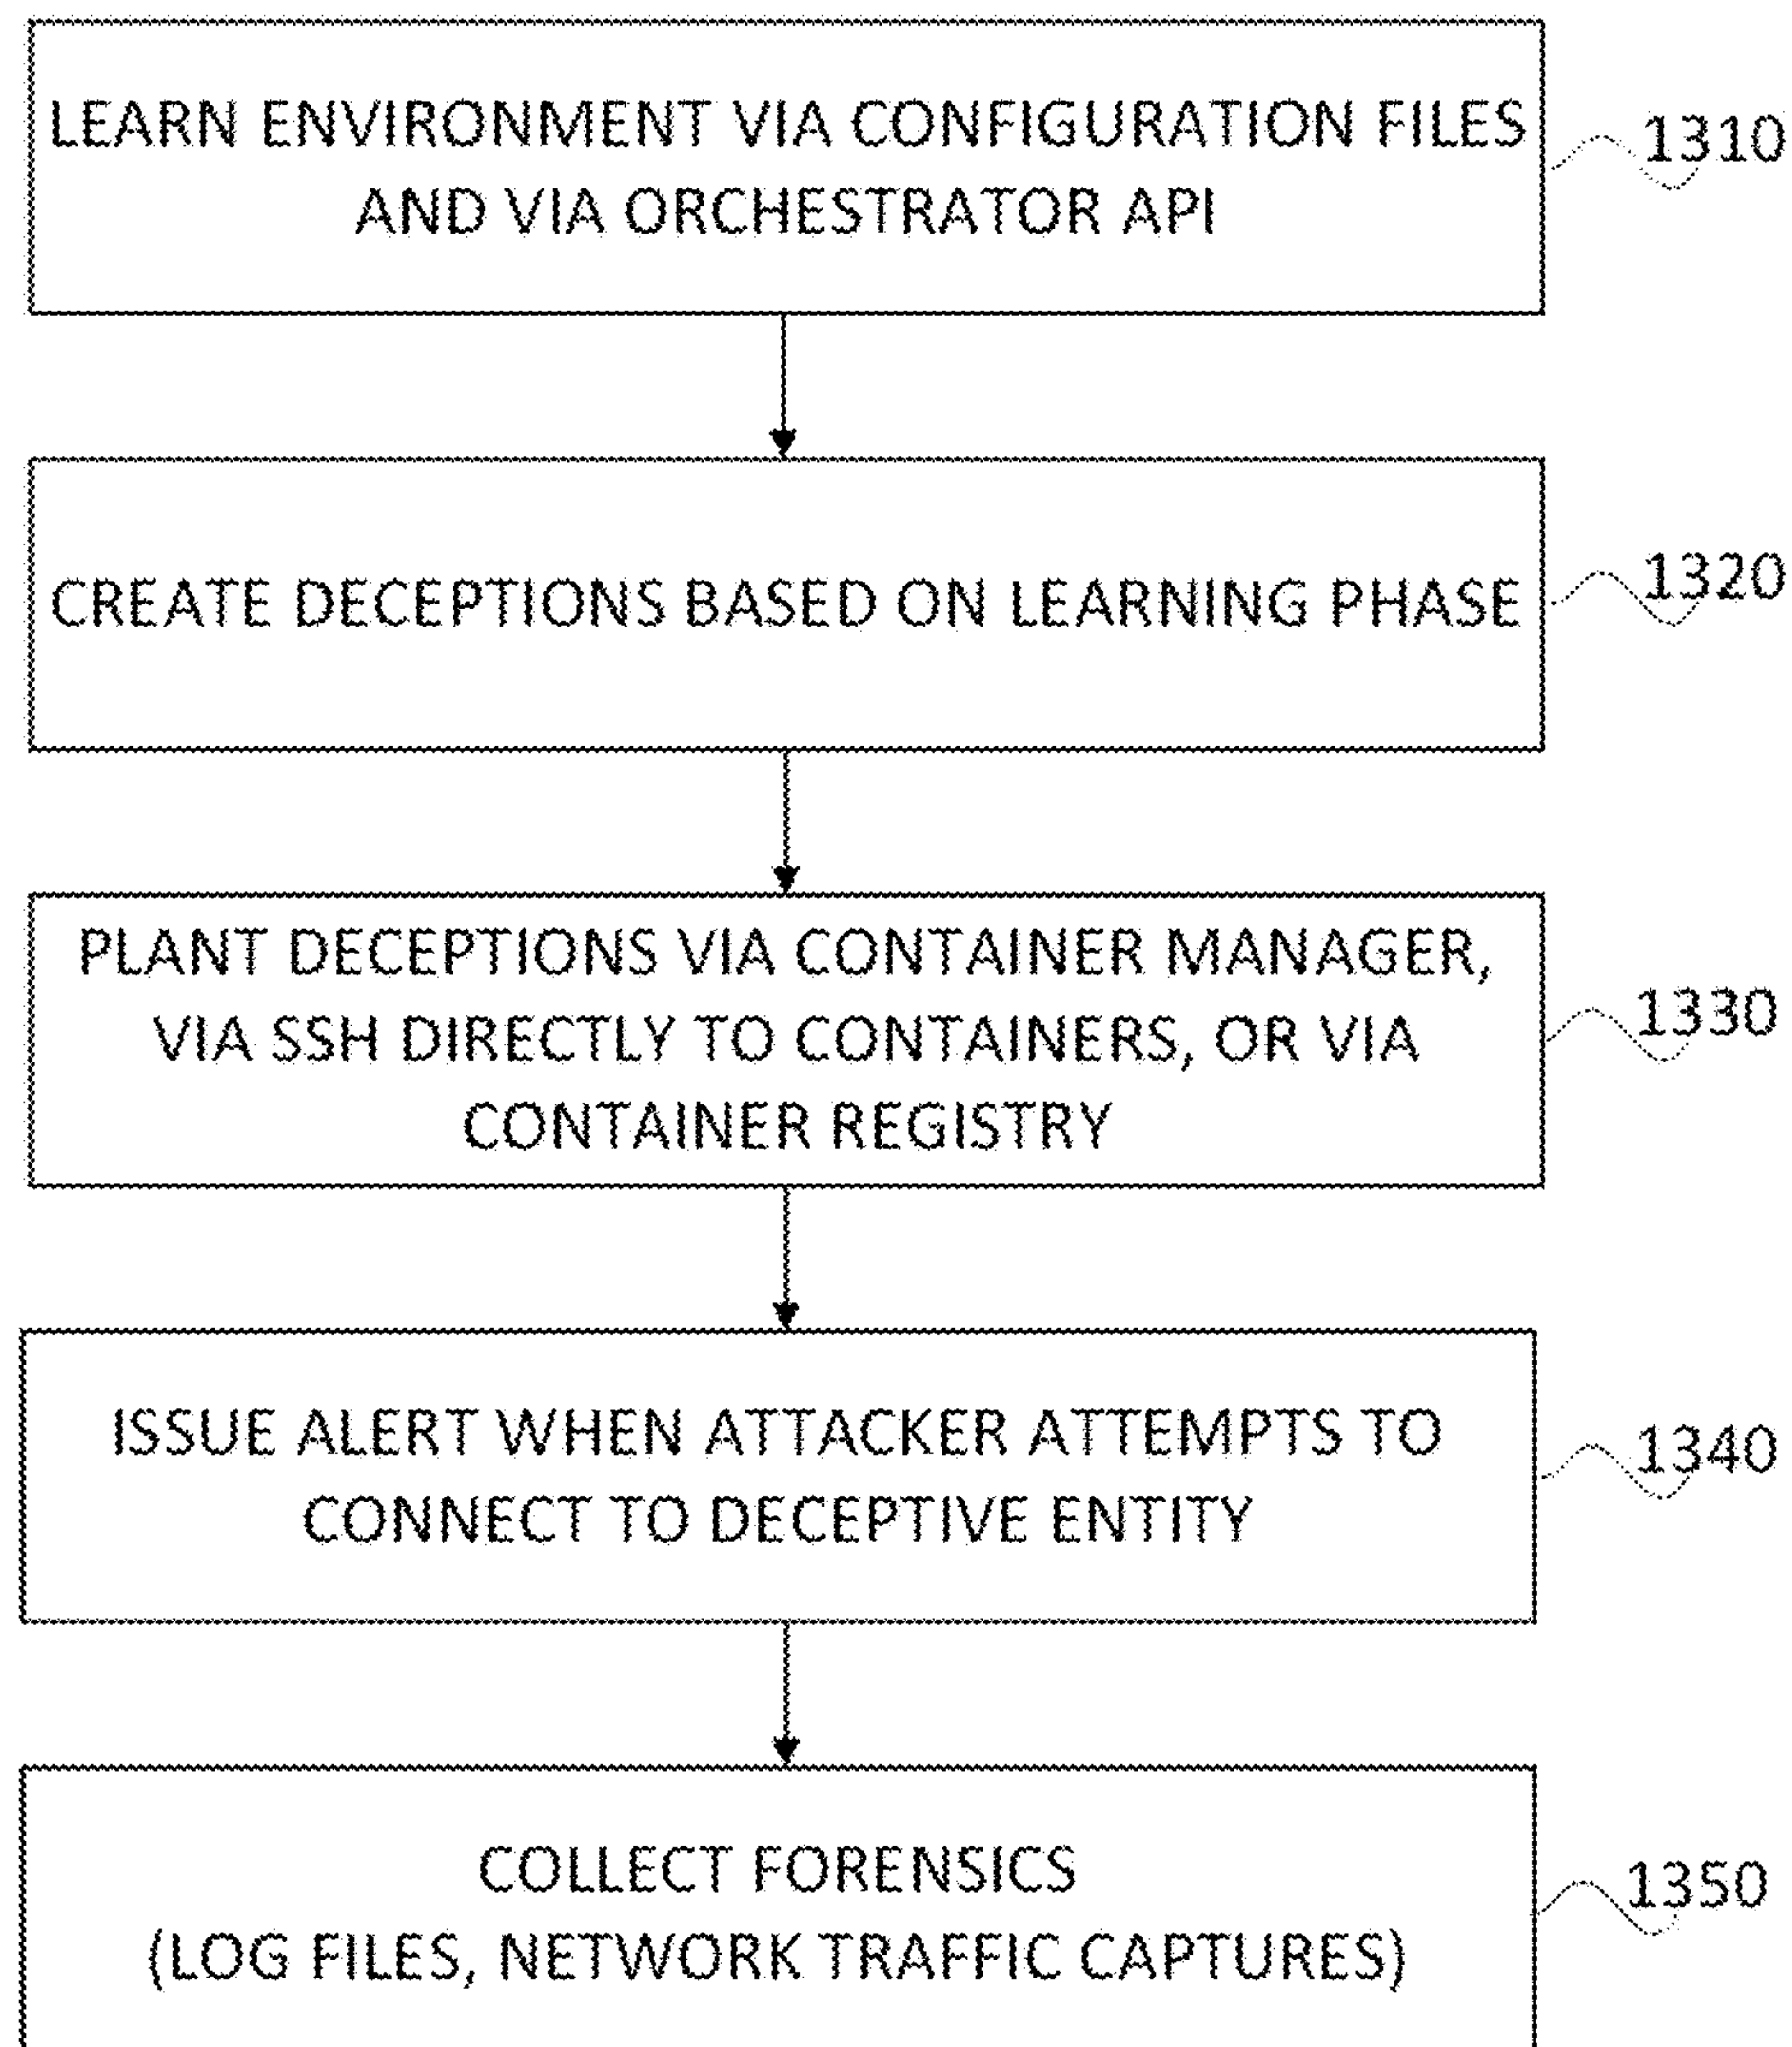 LEARN ENVIRONMENT VIA CONFIGURATION FILES
AND VIA ORCHESTRATOR API
1310
CREATE DECEPTIONS BASED ON LEARNING PHASE
1320
PLANT DECEPTIONS VIA CONTAINER MANAGER,
VIA SSH DIRECTLY TO CONTAINERS, OR VIA
CONTAINER REGISTRY
1330
ISSUE ALERT WHEN ATTACKER ATTEMPTS TO
CONNECT TO DECEPTIVE ENTITY
1340
COLLECT FORENSICS
(LOG FILES, NETWORK TRAFFIC CAPTURES)
1350